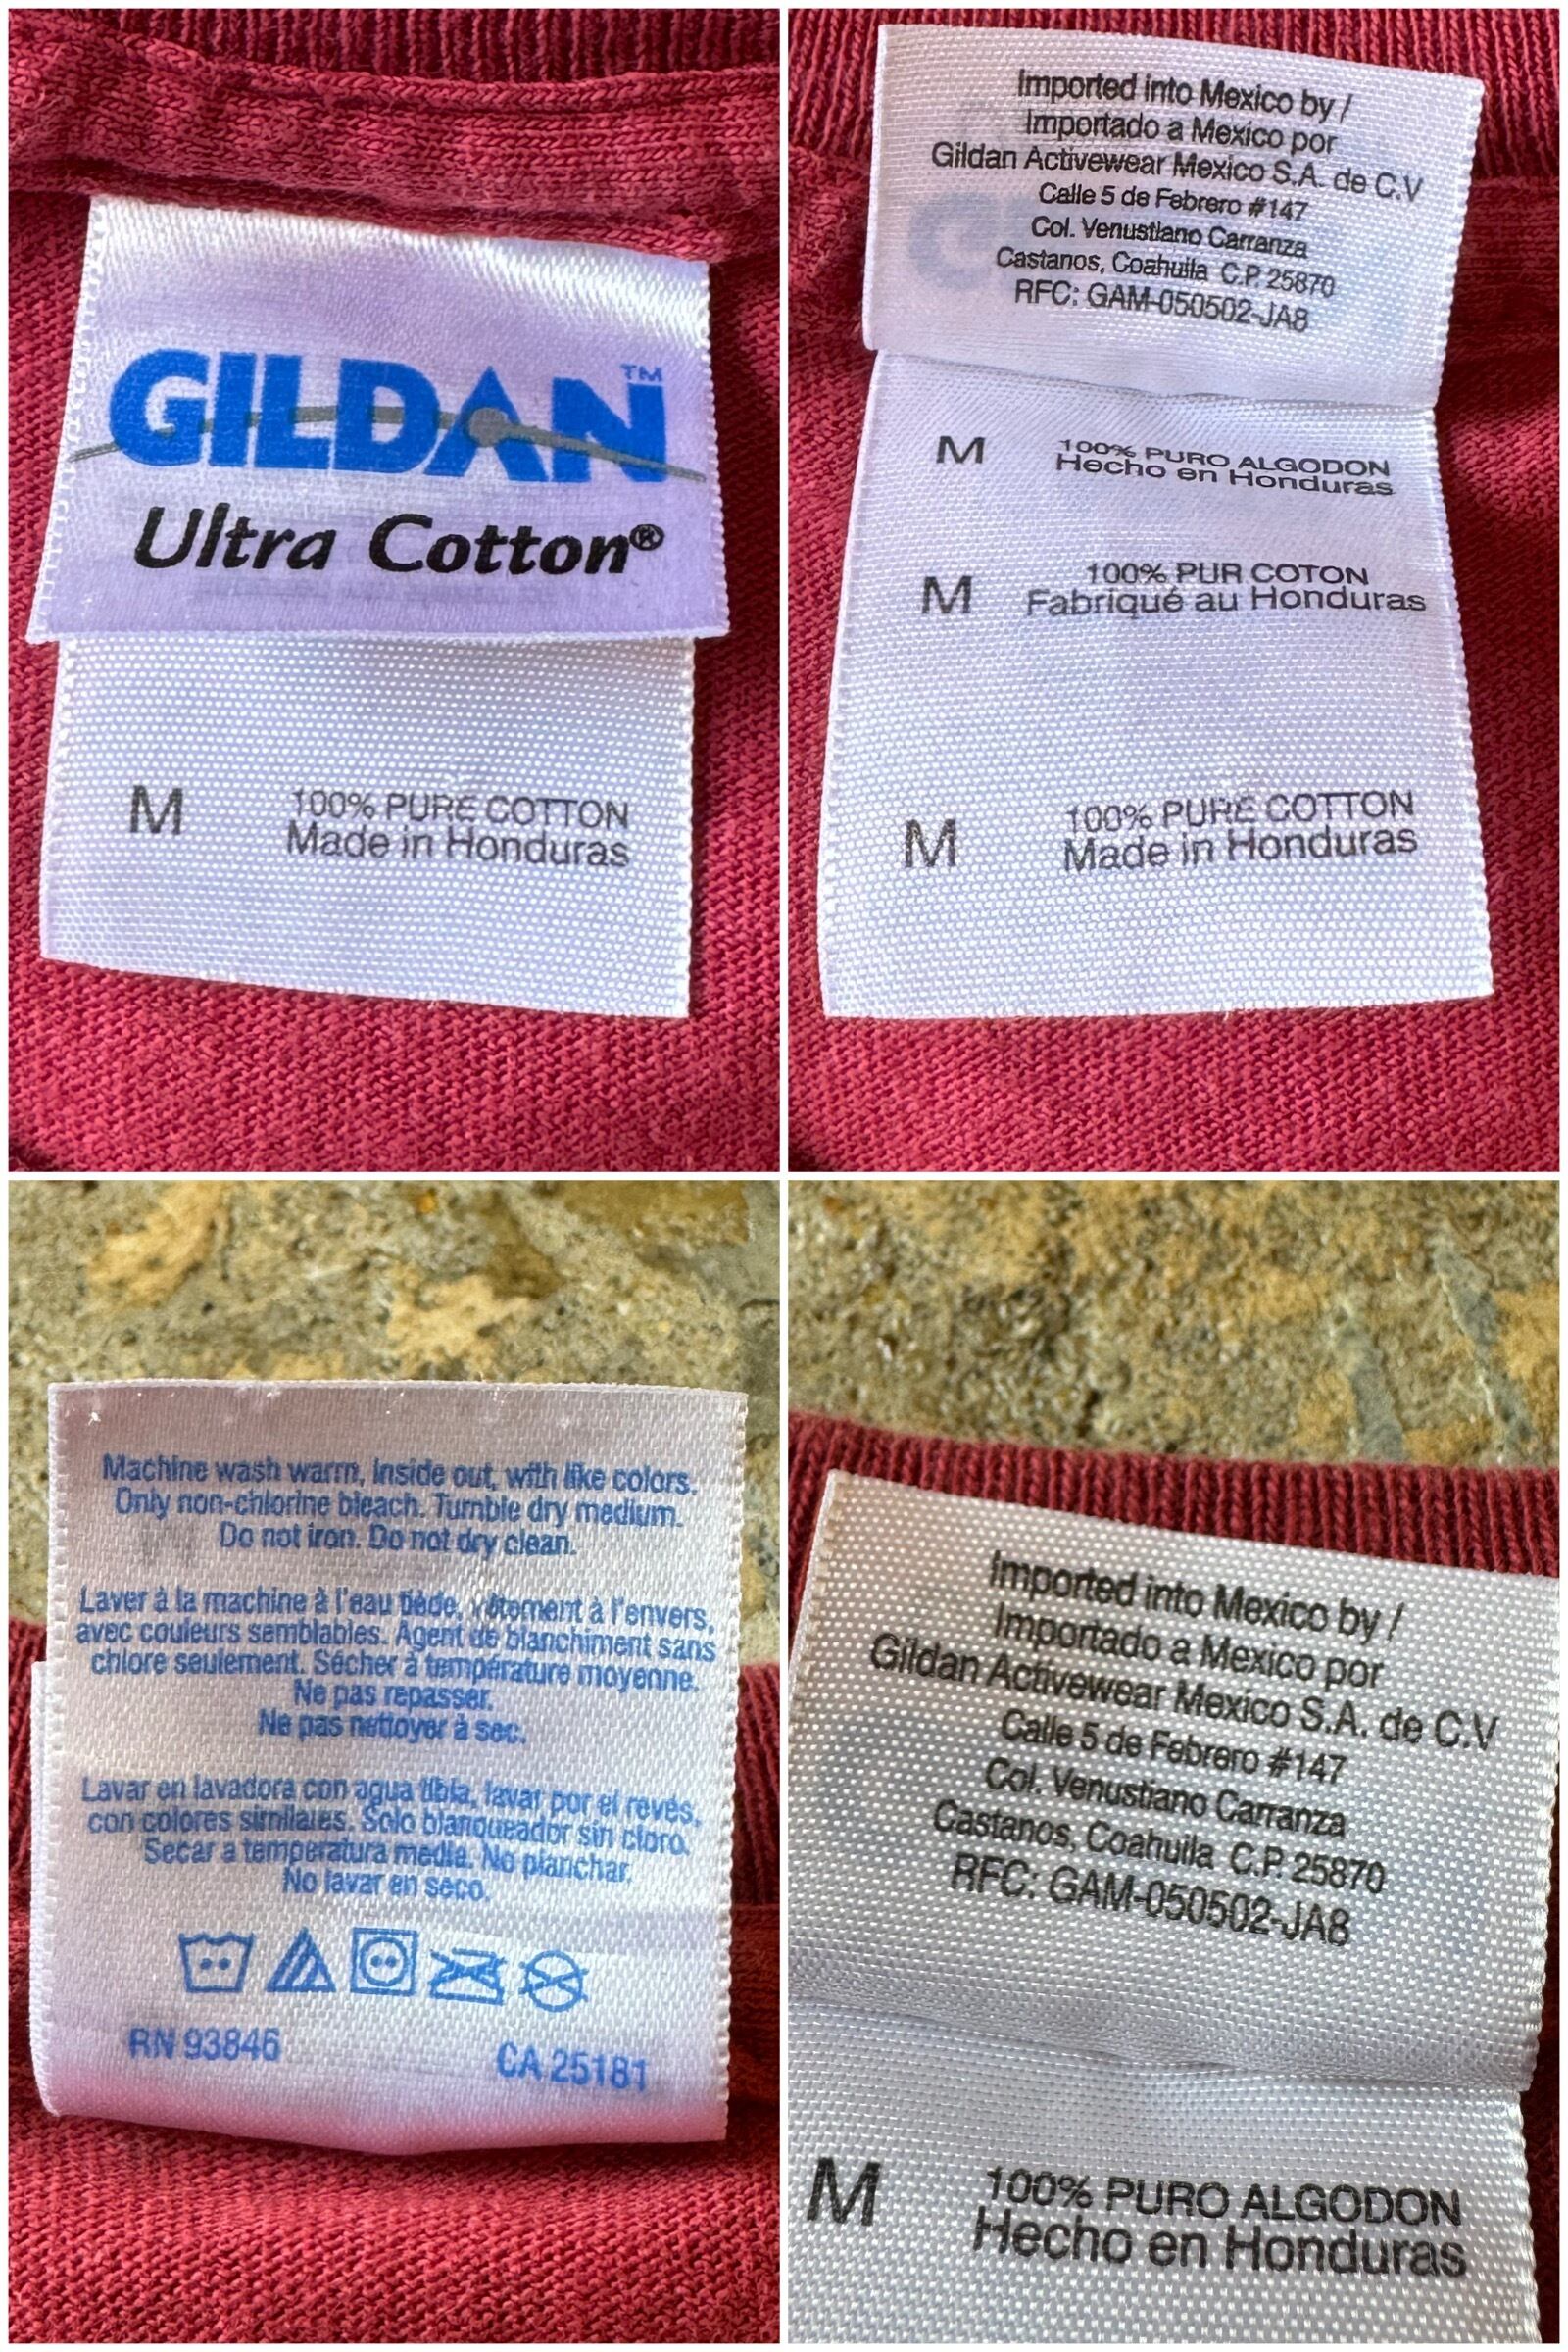 GILDAN™
Ultra Cotton®
M 100% PURE COTTON
Made in Honduras
Imported into Mexico by /
Importado a Mexico por
Gildan Activewear Mexico S.A. de C.V
Calle 5 de Febrero #147
Col. Venustiano Carranza
Castanos, Coahuila C.P. 25870
RFC: GAM-050502-JA8
M 100% PURO ALGODON
Hecho en Honduras
M 100% PUR COTON
Fabriqué au Honduras
M 100% PURE COTTON
Made in Honduras
Machine wash warm, inside out, with like colors.
Only non-chlorine bleach. Tumble dry medium.
Do not iron. Do not dry clean.
Laver à la machine à l'eau tiède, vêtement à l'envers,
avec couleurs semblables. Agent de blanchiment sans
chlore seulement. Sécher à température moyenne.
Ne pas repasser.
Ne pas nettoyer à sec.
Lavar en lavadora con agua tibia, lavar por el revés,
con colores similares. Solo blanqueador sin cloro.
Secar a temperatura media. No planchar.
No lavar en seco.
RN 93846 CA 25181
Imported into Mexico by /
Importado a Mexico por
Gildan Activewear Mexico S.A. de C.V
Calle 5 de Febrero #147
Col. Venustiano Carranza
Castanos, Coahuila C.P. 25870
RFC: GAM-050502-JA8
M 100% PURO ALGODON
Hecho en Honduras